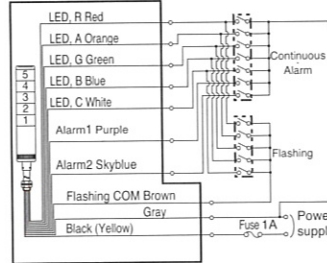 LED, R Red
LED, A Orange
LED, G Green
LED, B Blue
LED, C White
Alarm1 Purple
Alarm2 Skyblue
Flashing COM Brown
Gray
Black (Yellow)
5
4
3
2
1
Continuous
Alarm
Flashing
Fuse 1A
Power
supply